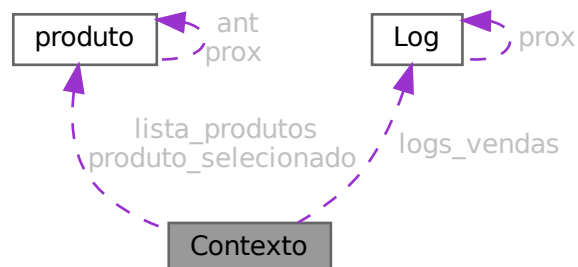 produto
ant
prox
Log
prox
lista_produtos
produto_selecionado
logs_vendas
Contexto